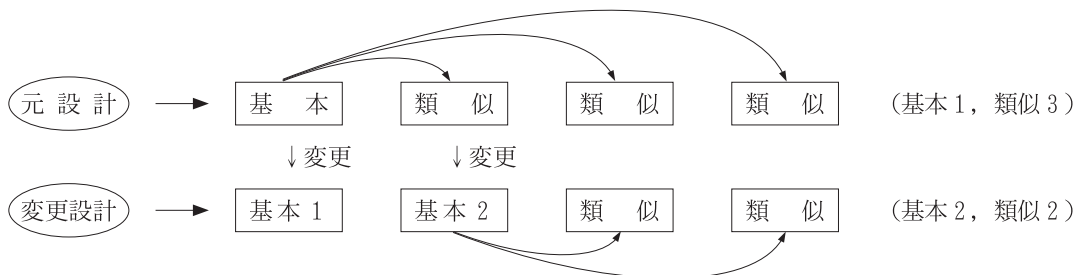 元設計 基本 類似 類似 類似 (基本1，類似3)
↓変更 ↓変更
変更設計 基本1 基本2 類似 類似 (基本2，類似2)